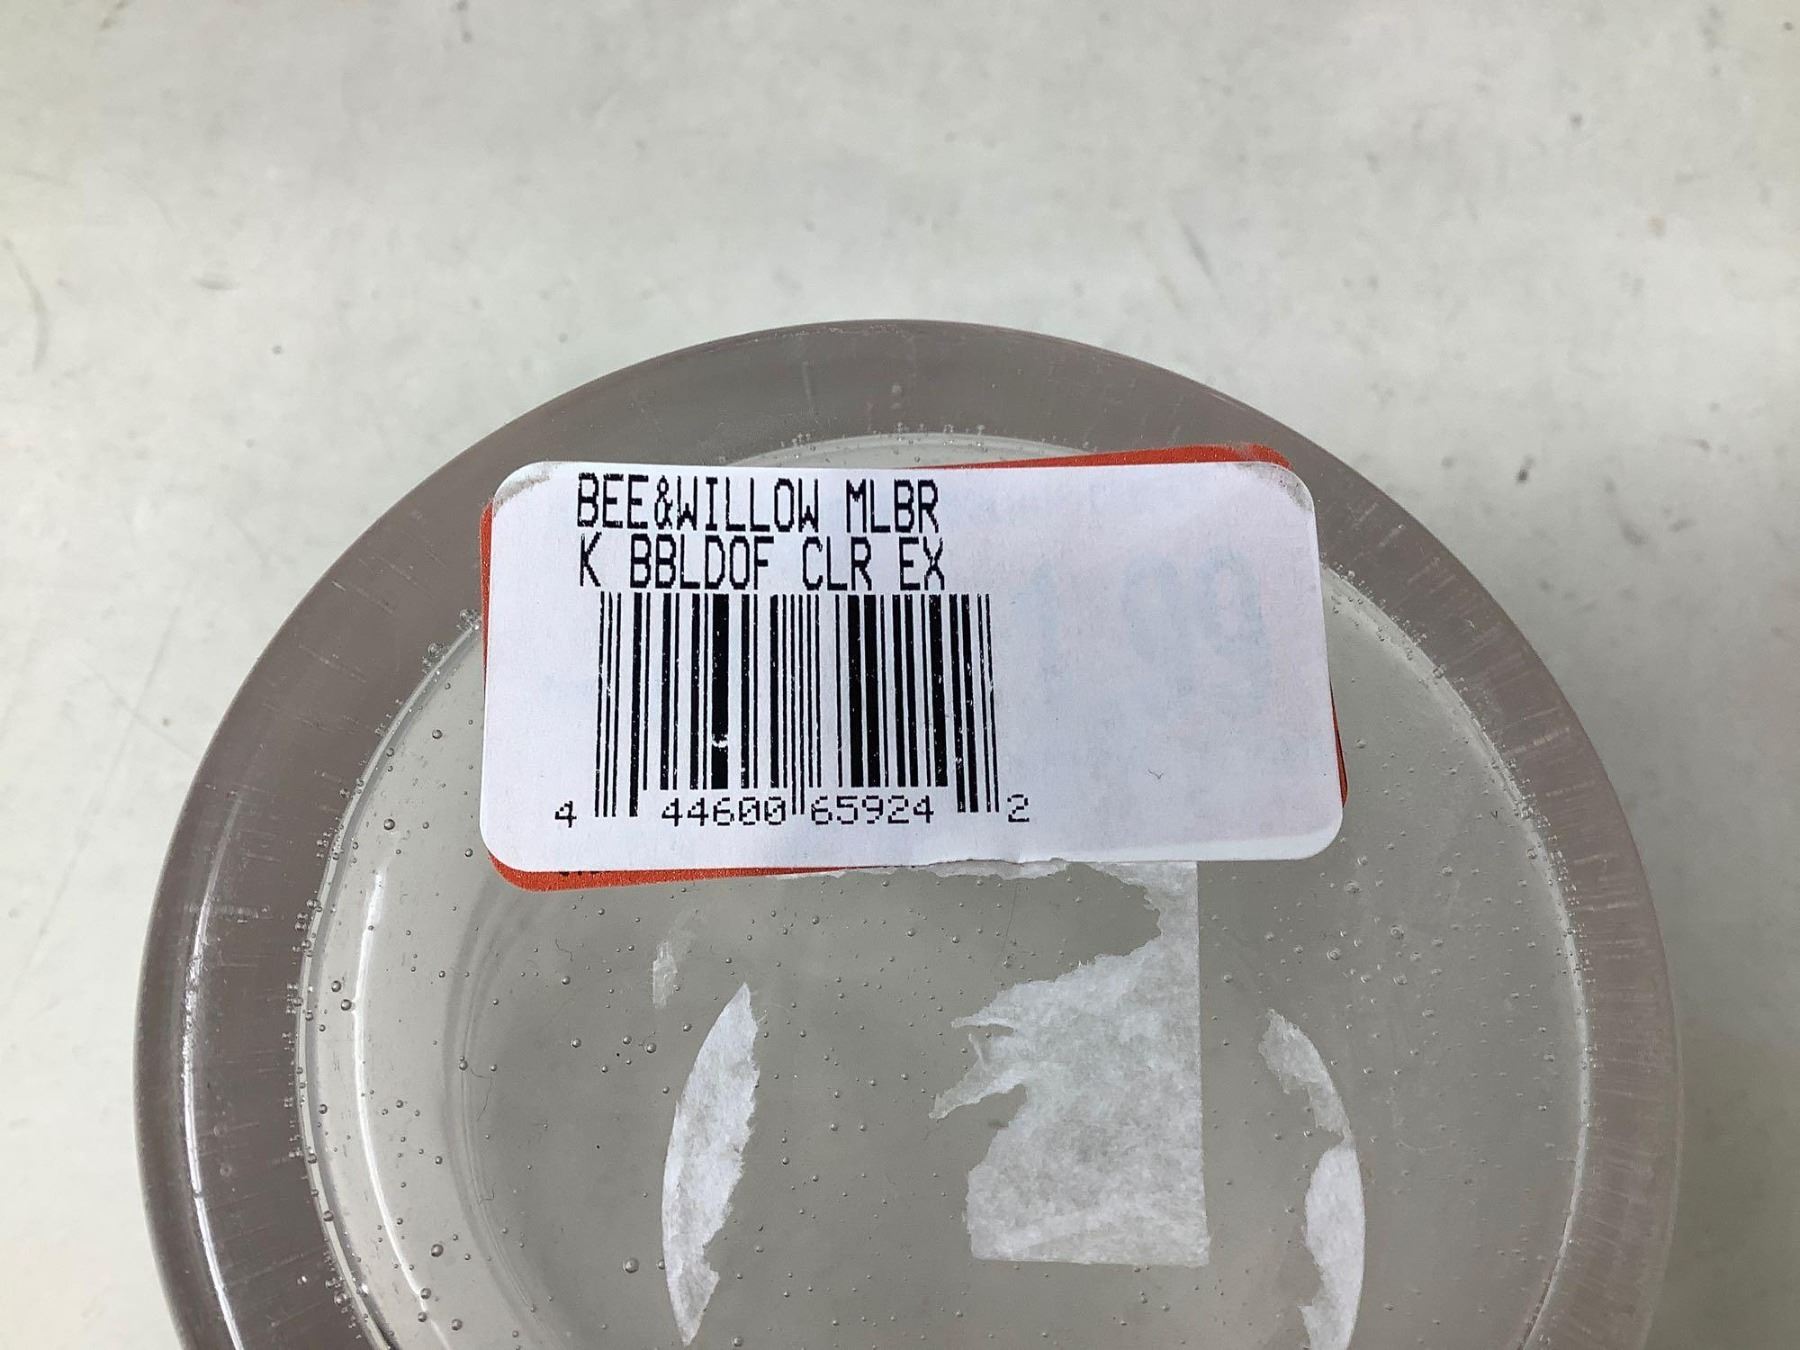 BEE&WILLOW MLBR
K BBLDOF CLR EX
4 44600 65924 2